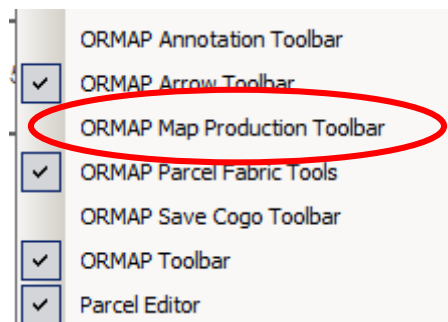 ORMAP Annotation Toolbar
ORMAP Arrow Toolbar
ORMAP Map Production Toolbar
ORMAP Parcel Fabric Tools
ORMAP Save Cogo Toolbar
ORMAP Toolbar
Parcel Editor